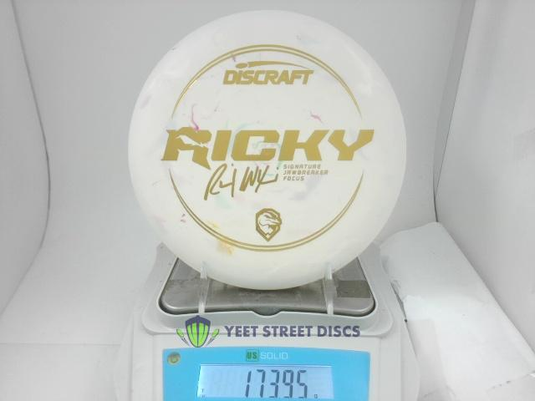 DISCRAFT
RICKY
SIGNATURE
JAWBREAKER
FOCUS
YEET STREET DISCS
US SOLID
173.95 g